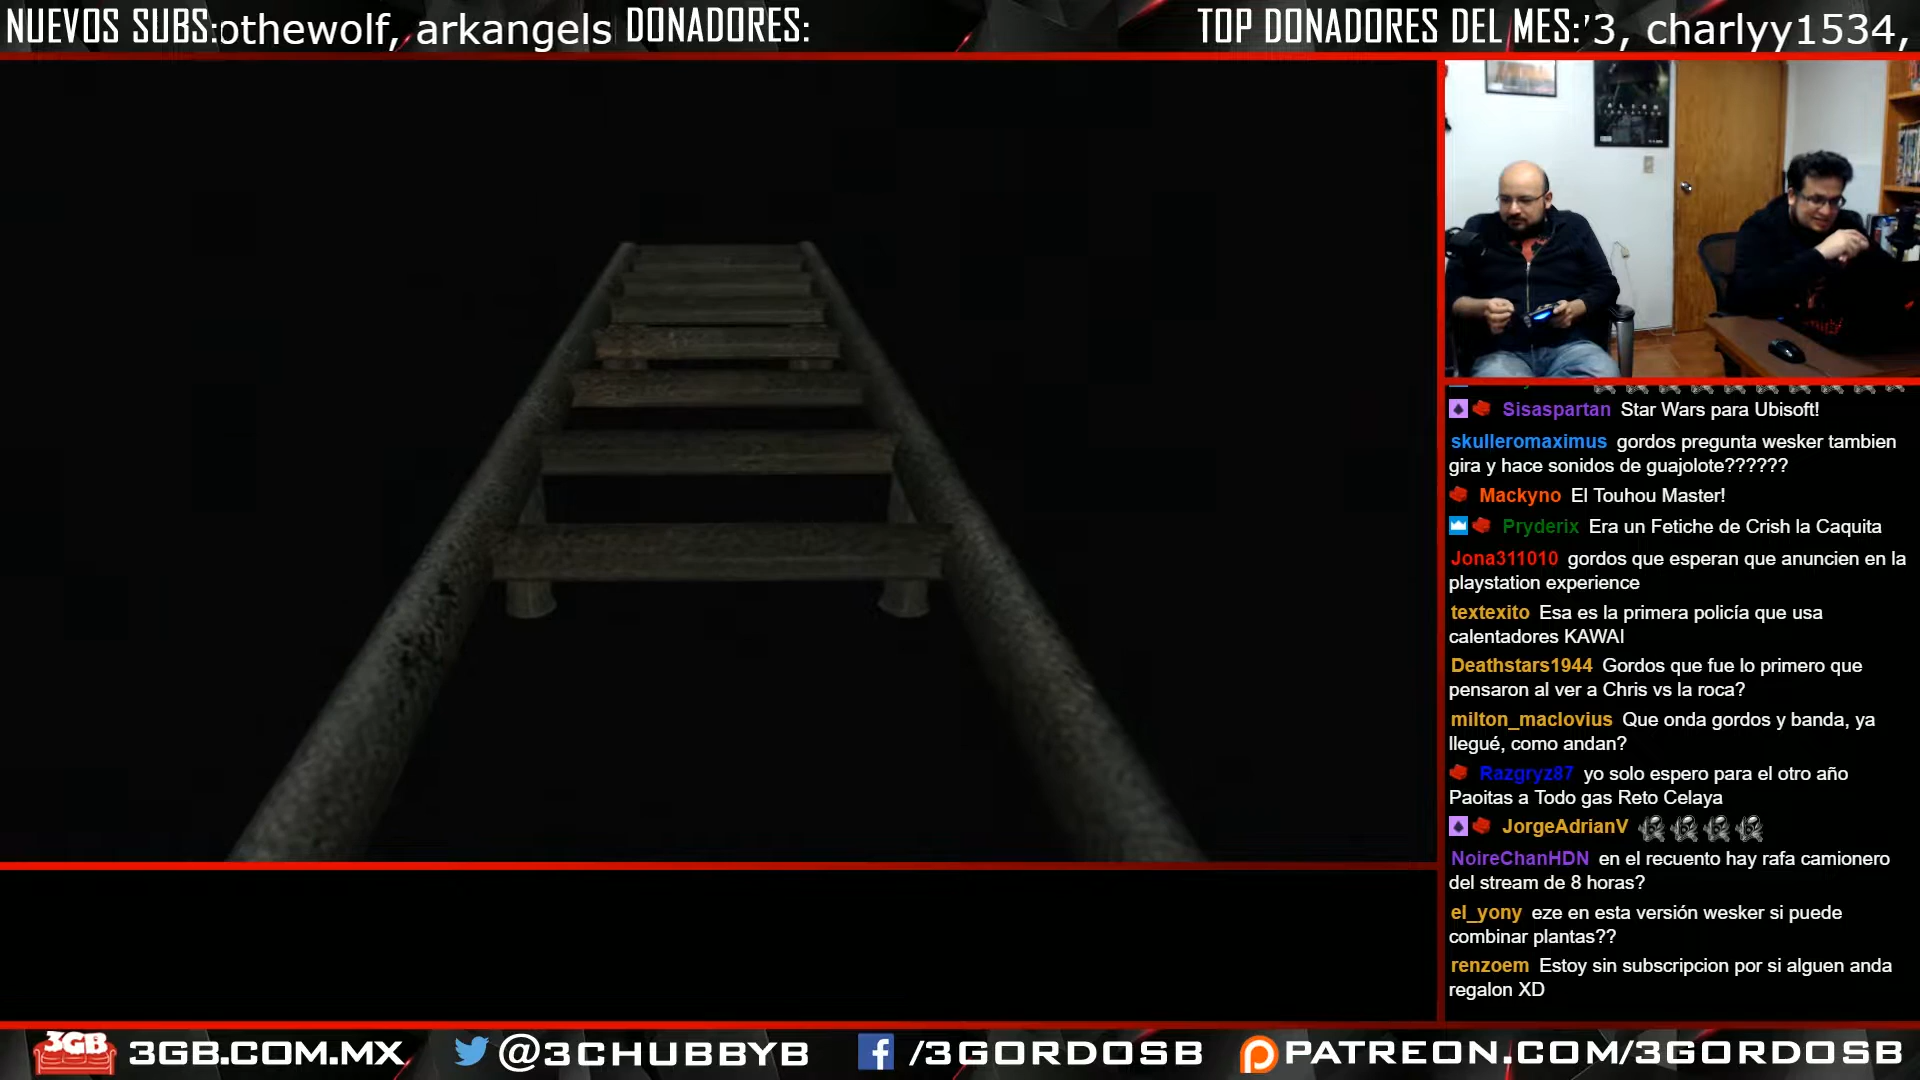 NUEVOS SUBS: othewolf, arkangels DONADORES: TOP DONADORES DEL MES: '3, charlyy1534,
ALIEN
Sisaspartan Star Wars para Ubisoft!
skulleromaximus gordos pregunta wesker tambien
gira y hace sonidos de guajolote??????
Mackyno El Touhou Master!
Pryderix Era un Fetiche de Crish la Caquita
Jona311010 gordos que esperan que anuncien en la
playstation experience
textexito Esa es la primera policía que usa
calentadores KAWAI
Deathstars1944 Gordos que fue lo primero que
pensaron al ver a Chris vs la roca?
milton_maclovius Que onda gordos y banda, ya
llegué, como andan?
Razgryz87 yo solo espero para el otro año
Paoitas a Todo gas Reto Celaya
JorgeAdrianV
NoireChanHDN en el recuento hay rafa camionero
del stream de 8 horas?
el_yony eze en esta versión wesker si puede
combinar plantas??
renzoem Estoy sin subscripcion por si alguen anda
regalon XD
3GB 3GB.COM.MX @3CHUBBYB /3GORDOSB PATREON.COM/3GORDOSB